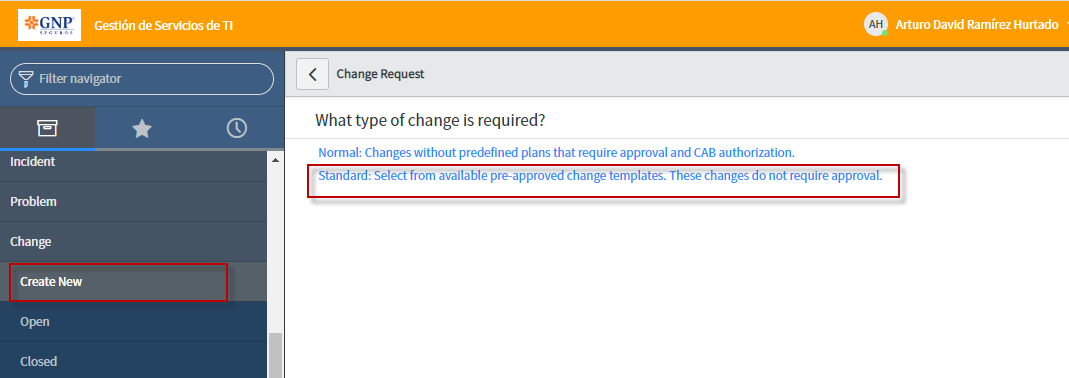 GNP
SEGUROS
Gestión de Servicios de TI
AH
Arturo David Ramírez Hurtado
Filter navigator
Change Request
What type of change is required?
Normal: Changes without predefined plans that require approval and CAB authorization.
Standard: Select from available pre-approved change templates. These changes do not require approval.
Incident
Problem
Change
Create New
Open
Closed